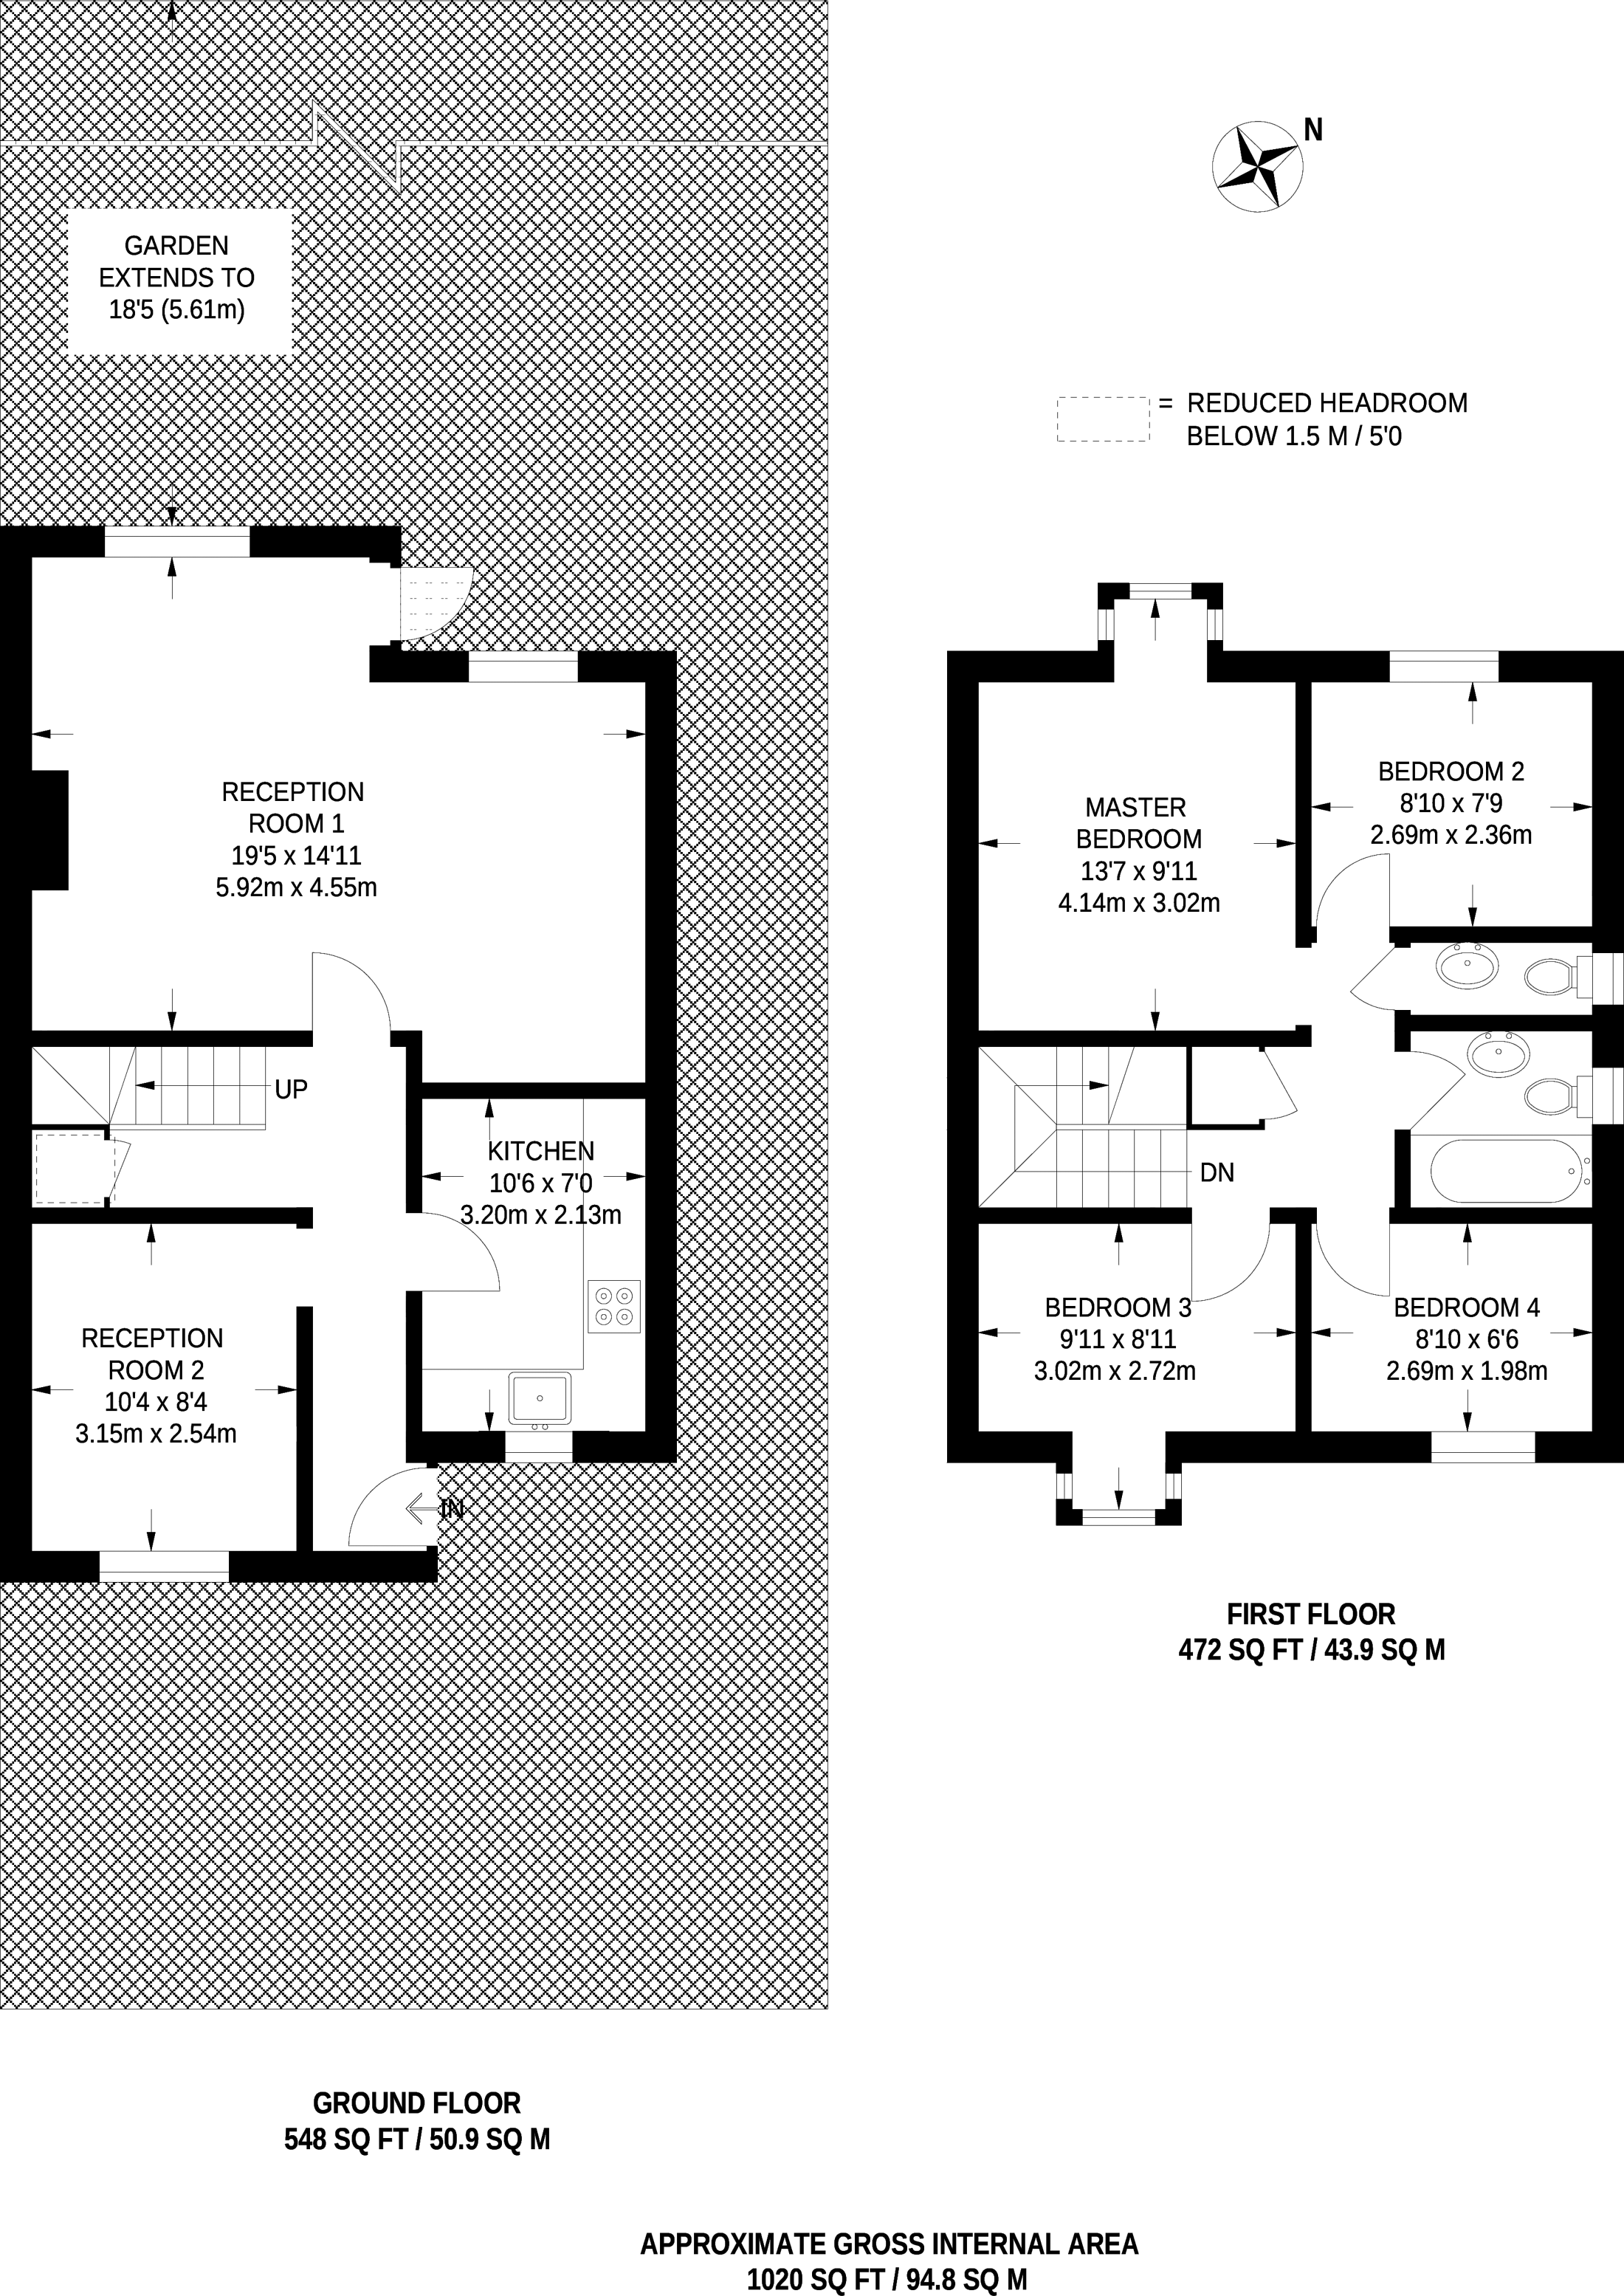 N
GARDEN
EXTENDS TO
18'5 (5.61m)
= REDUCED HEADROOM
BELOW 1.5 M / 5'0
RECEPTION
ROOM 1
19'5 x 14'11
5.92m x 4.55m
UP
KITCHEN
10'6 x 7'0
3.20m x 2.13m
RECEPTION
ROOM 2
10'4 x 8'4
3.15m x 2.54m
IN
MASTER
BEDROOM
13'7 x 9'11
4.14m x 3.02m
BEDROOM 2
8'10 x 7'9
2.69m x 2.36m
DN
BEDROOM 3
9'11 x 8'11
3.02m x 2.72m
BEDROOM 4
8'10 x 6'6
2.69m x 1.98m
FIRST FLOOR
472 SQ FT / 43.9 SQ M
GROUND FLOOR
548 SQ FT / 50.9 SQ M
APPROXIMATE GROSS INTERNAL AREA
1020 SQ FT / 94.8 SQ M